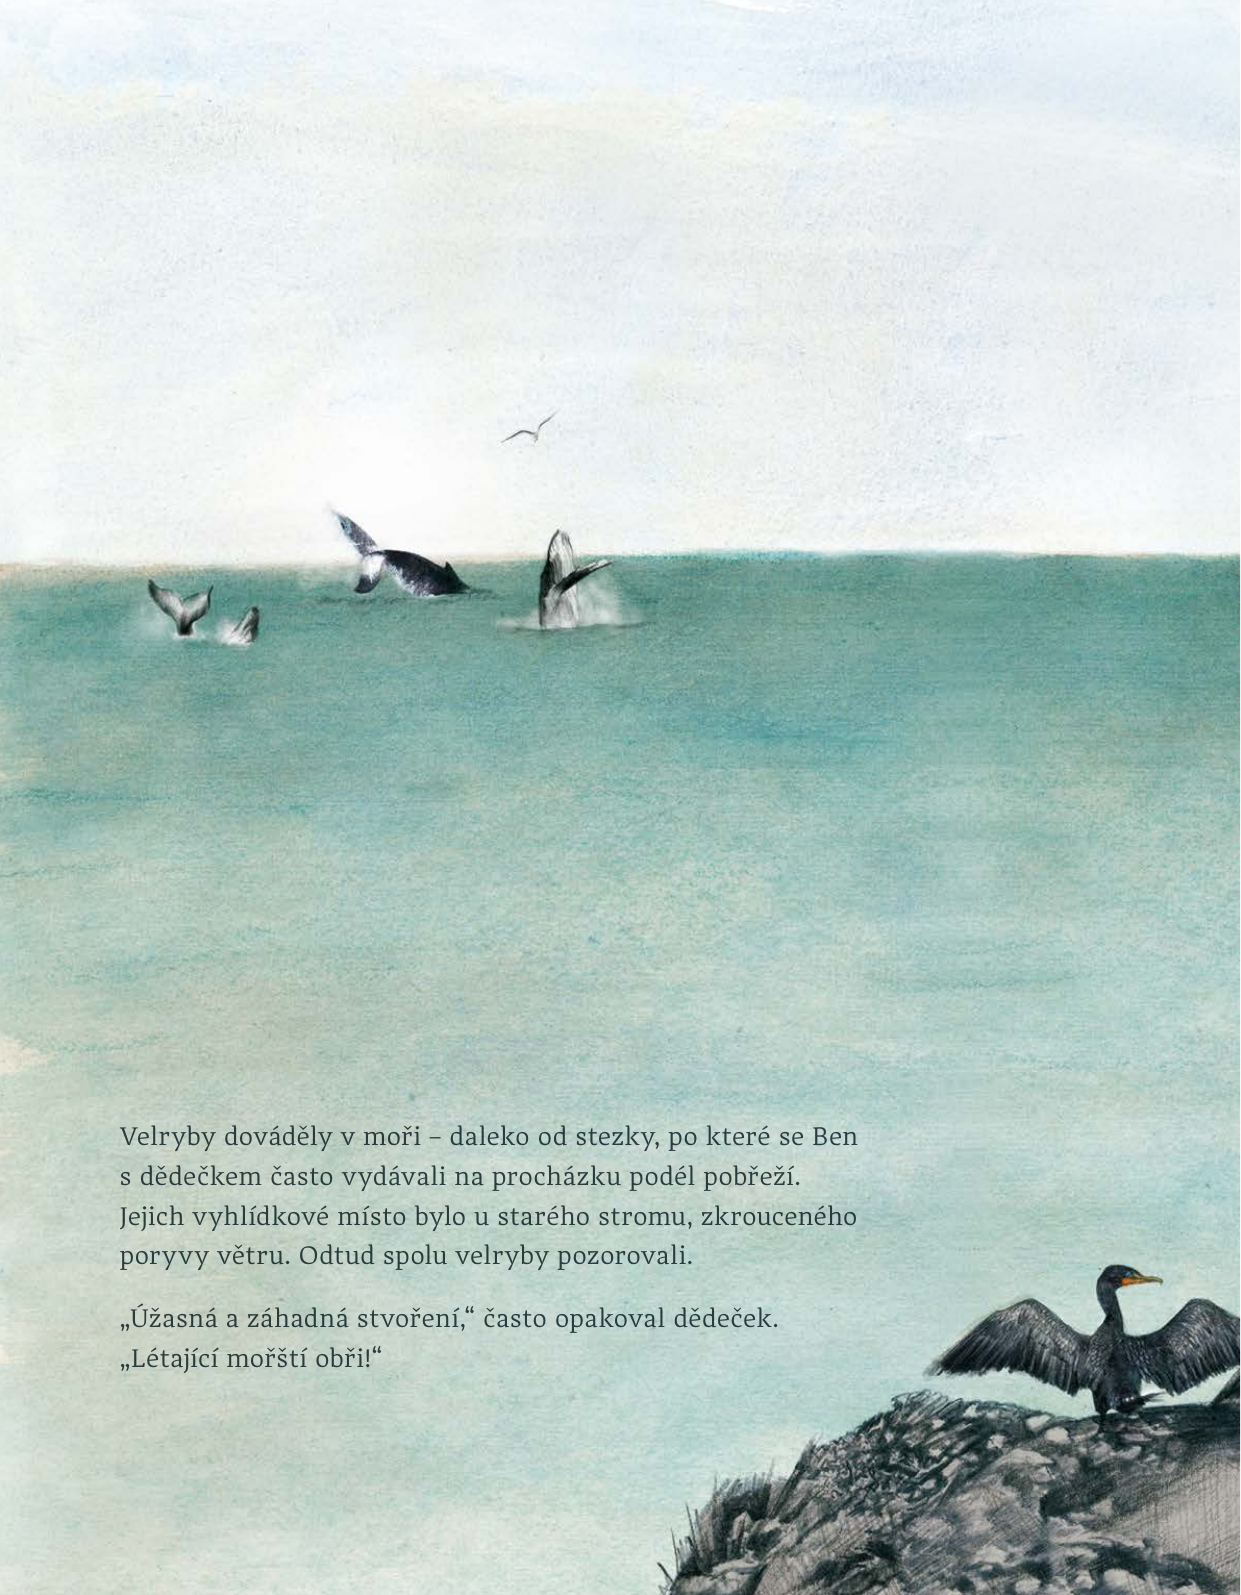 Velryby dováděly v moři – daleko od stezky, po které se Ben
s dědečkem často vydávali na procházku podél pobřeží.
Jejich vyhlídkové místo bylo u starého stromu, zkrouceného
poryvy větru. Odtud spolu velryby pozorovali.
„Úžasná a záhadná stvoření,“ často opakoval dědeček.
„Létající mořští obři!“